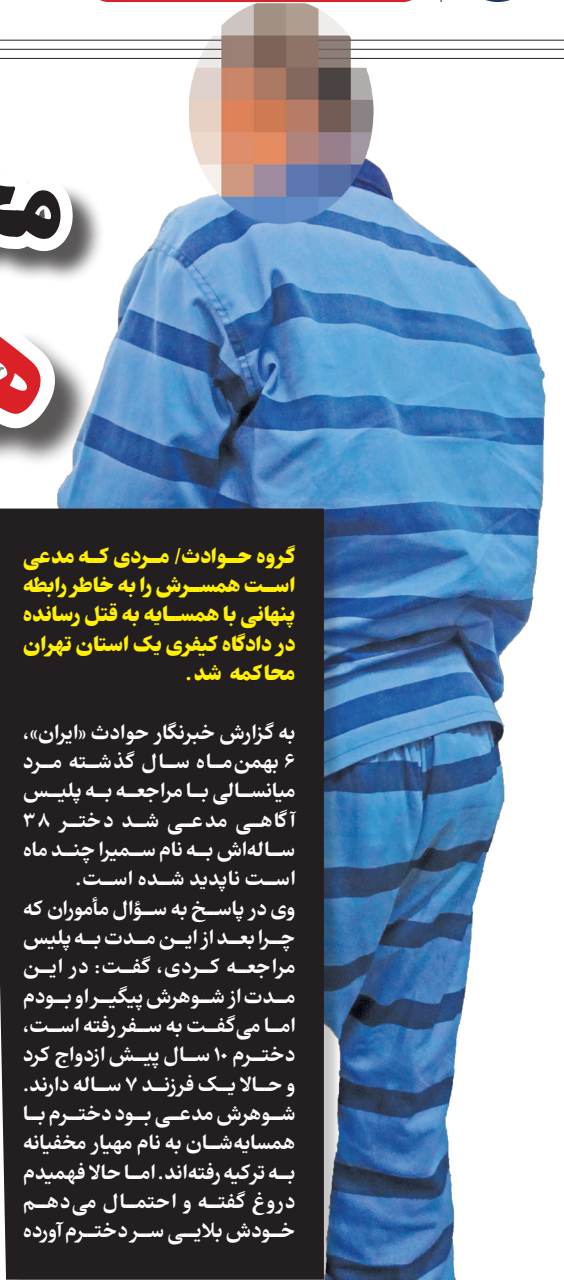 گروه حوادث/ مردی که مدعی
است همسرش را به خاطر رابطه
پنهانی با همسایه به قتل رسانده
در دادگاه کیفری یک استان تهران
محاکمه شد.
به گزارش خبرنگار حوادث «ایران»،
۶ بهمن‌ماه سال گذشته مرد
میانسالی با مراجعه به پلیس
آگاهی مدعی شد دختر ۳۸
ساله‌اش به نام سمیرا چند ماه
است ناپدید شده است.
وی در پاسخ به سؤال مأموران که
چرا بعد از این مدت به پلیس
مراجعه کردی، گفت: در این
مدت از شوهرش پیگیر او بودم
اما می‌گفت به سفر رفته است،
دخترم ۱۰ سال پیش ازدواج کرد
و حالا یک فرزند ۷ ساله دارند.
شوهرش مدعی بود دخترم با
همسایه‌شان به نام مهیار مخفیانه
به ترکیه رفته‌اند. اما حالا فهمیدم
دروغ گفته و احتمال می‌دهم
خودش بلایی سر دخترم آورده